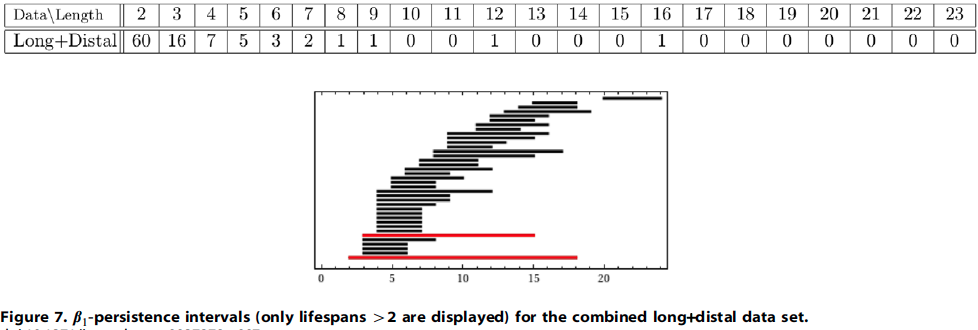 Data\Length 2 3 4 5 6 7 8 9 10 11 12 13 14 15 16 17 18 19 20 21 22 23
Long+Distal 60 16 7 5 3 2 1 1 0 0 1 0 0 0 1 0 0 0 0 0 0 0
0 5 10 15 20
Figure 7. β₁-persistence intervals (only lifespans >2 are displayed) for the combined long+distal data set.